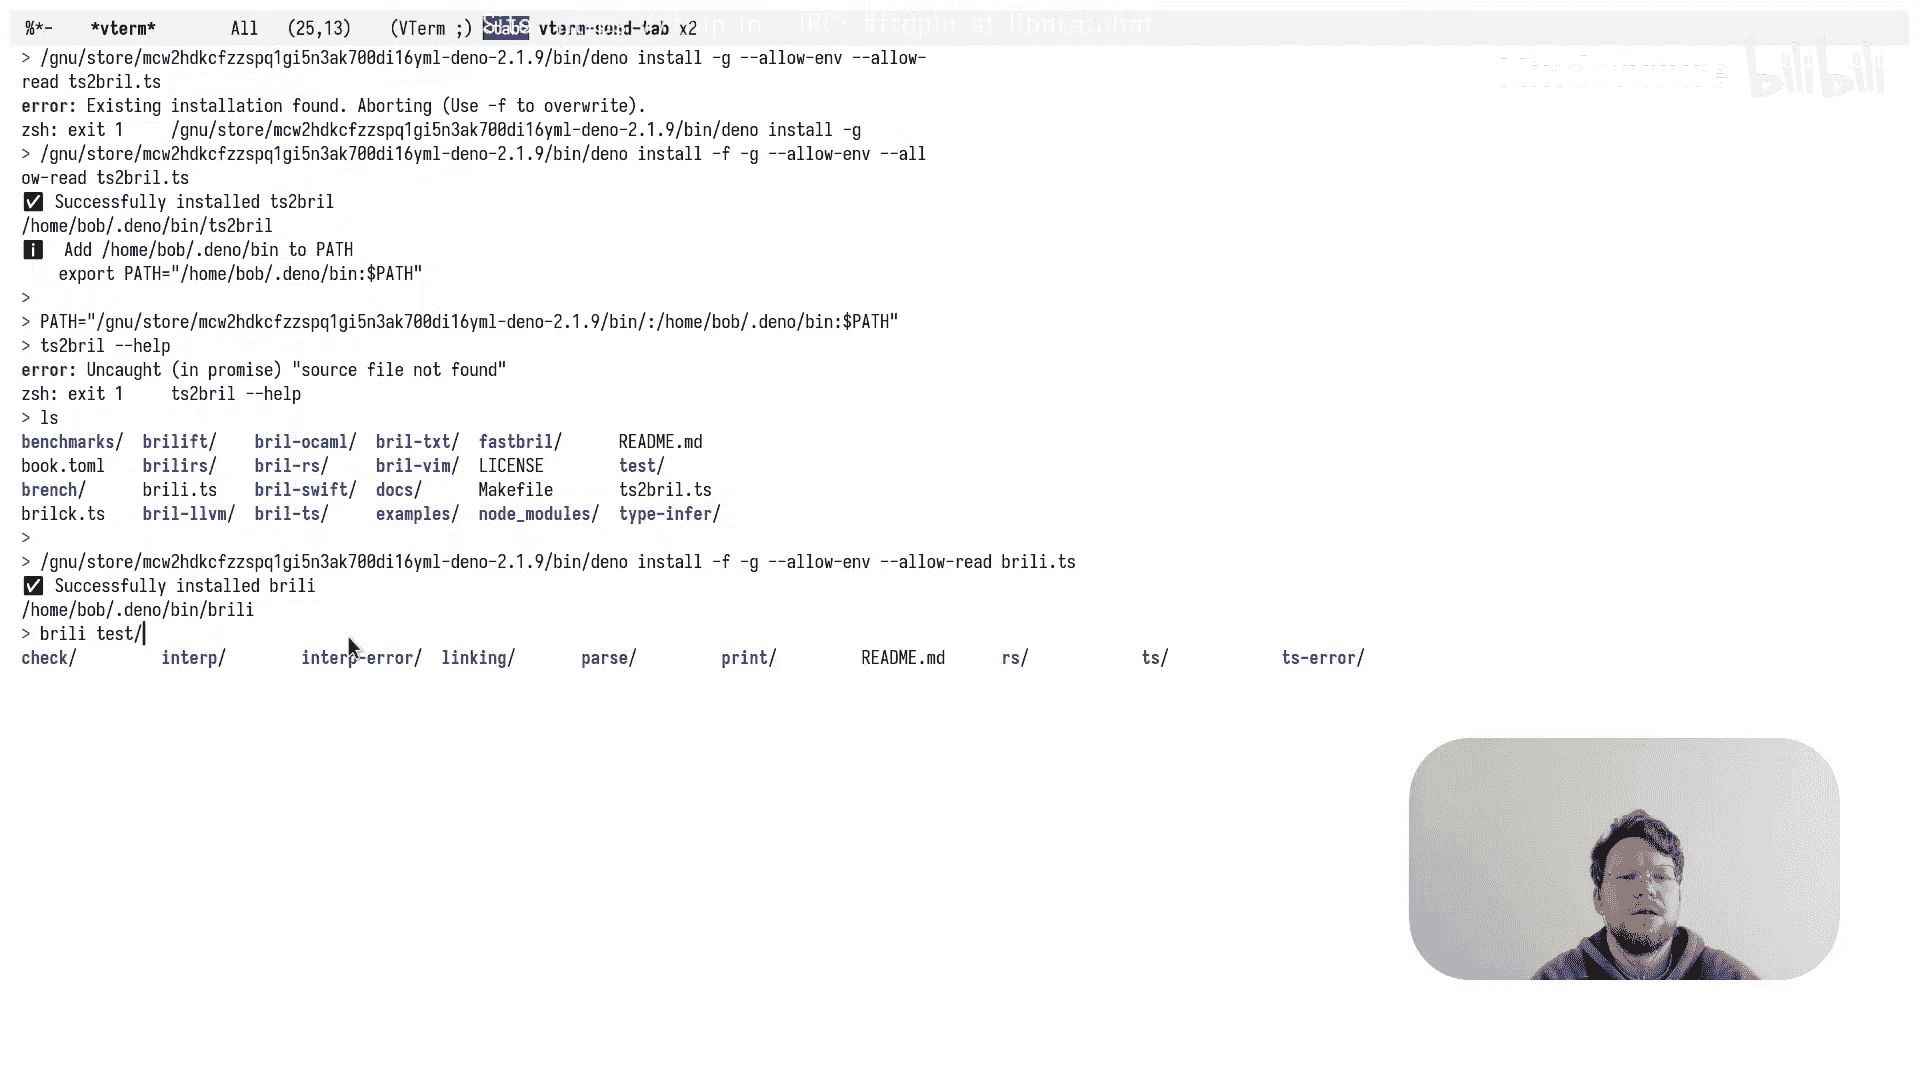 %*-    *vterm*        All   (25,13)    (VTerm ;) <tab> vterm-send-tab x2
IRC: #trepin at libera.chat
bilibili
> /gnu/store/mcw2hdkcfzzspq1gi5n3ak700di16yml-deno-2.1.9/bin/deno install -g --allow-env --allow-
read ts2bril.ts
error: Existing installation found. Aborting (Use -f to overwrite).
zsh: exit 1     /gnu/store/mcw2hdkcfzzspq1gi5n3ak700di16yml-deno-2.1.9/bin/deno install -g
> /gnu/store/mcw2hdkcfzzspq1gi5n3ak700di16yml-deno-2.1.9/bin/deno install -f -g --allow-env --all
ow-read ts2bril.ts
✅ Successfully installed ts2bril
/home/bob/.deno/bin/ts2bril
ℹ️  Add /home/bob/.deno/bin to PATH
    export PATH="/home/bob/.deno/bin:$PATH"
>
> PATH="/gnu/store/mcw2hdkcfzzspq1gi5n3ak700di16yml-deno-2.1.9/bin/:/home/bob/.deno/bin:$PATH"
> ts2bril --help
error: Uncaught (in promise) "source file not found"
zsh: exit 1     ts2bril --help
> ls
benchmarks/  brilift/    bril-ocaml/  bril-txt/  fastbril/      README.md
book.toml    brilirs/    bril-rs/     bril-vim/  LICENSE        test/
brench/      brili.ts    bril-swift/  docs/      Makefile       ts2bril.ts
brilck.ts    bril-llvm/  bril-ts/     examples/  node_modules/  type-infer/
>
> /gnu/store/mcw2hdkcfzzspq1gi5n3ak700di16yml-deno-2.1.9/bin/deno install -f -g --allow-env --allow-read brili.ts
✅ Successfully installed brili
/home/bob/.deno/bin/brili
> brili test/
check/         interp/        interp-error/  linking/       parse/         print/         README.md      rs/            ts/            ts-error/